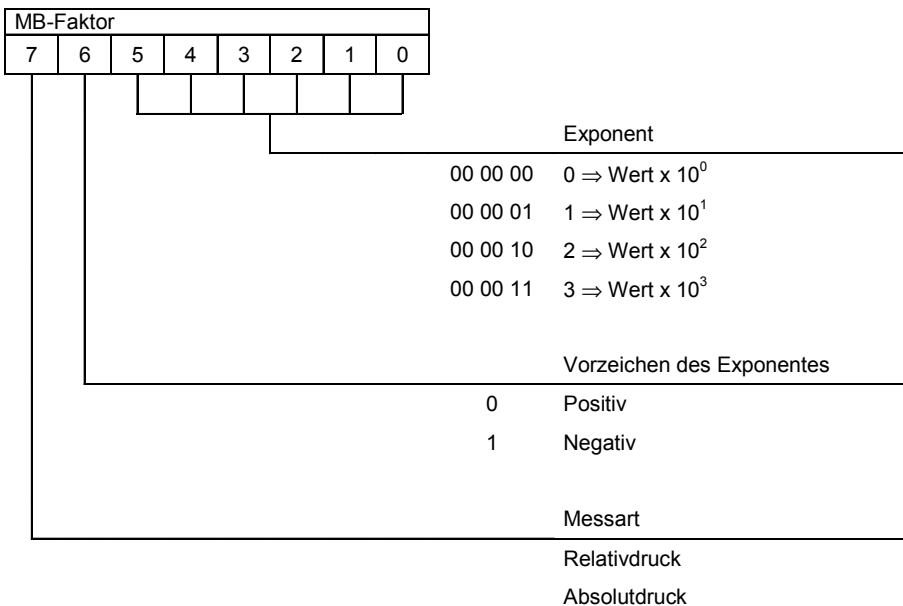 MB-Faktor
7 6 5 4 3 2 1 0
Exponent
00 00 00 0 ⇒ Wert x 10⁰
00 00 01 1 ⇒ Wert x 10¹
00 00 10 2 ⇒ Wert x 10²
00 00 11 3 ⇒ Wert x 10³
Vorzeichen des Exponentes
0 Positiv
1 Negativ
Messart
Relativdruck
Absolutdruck